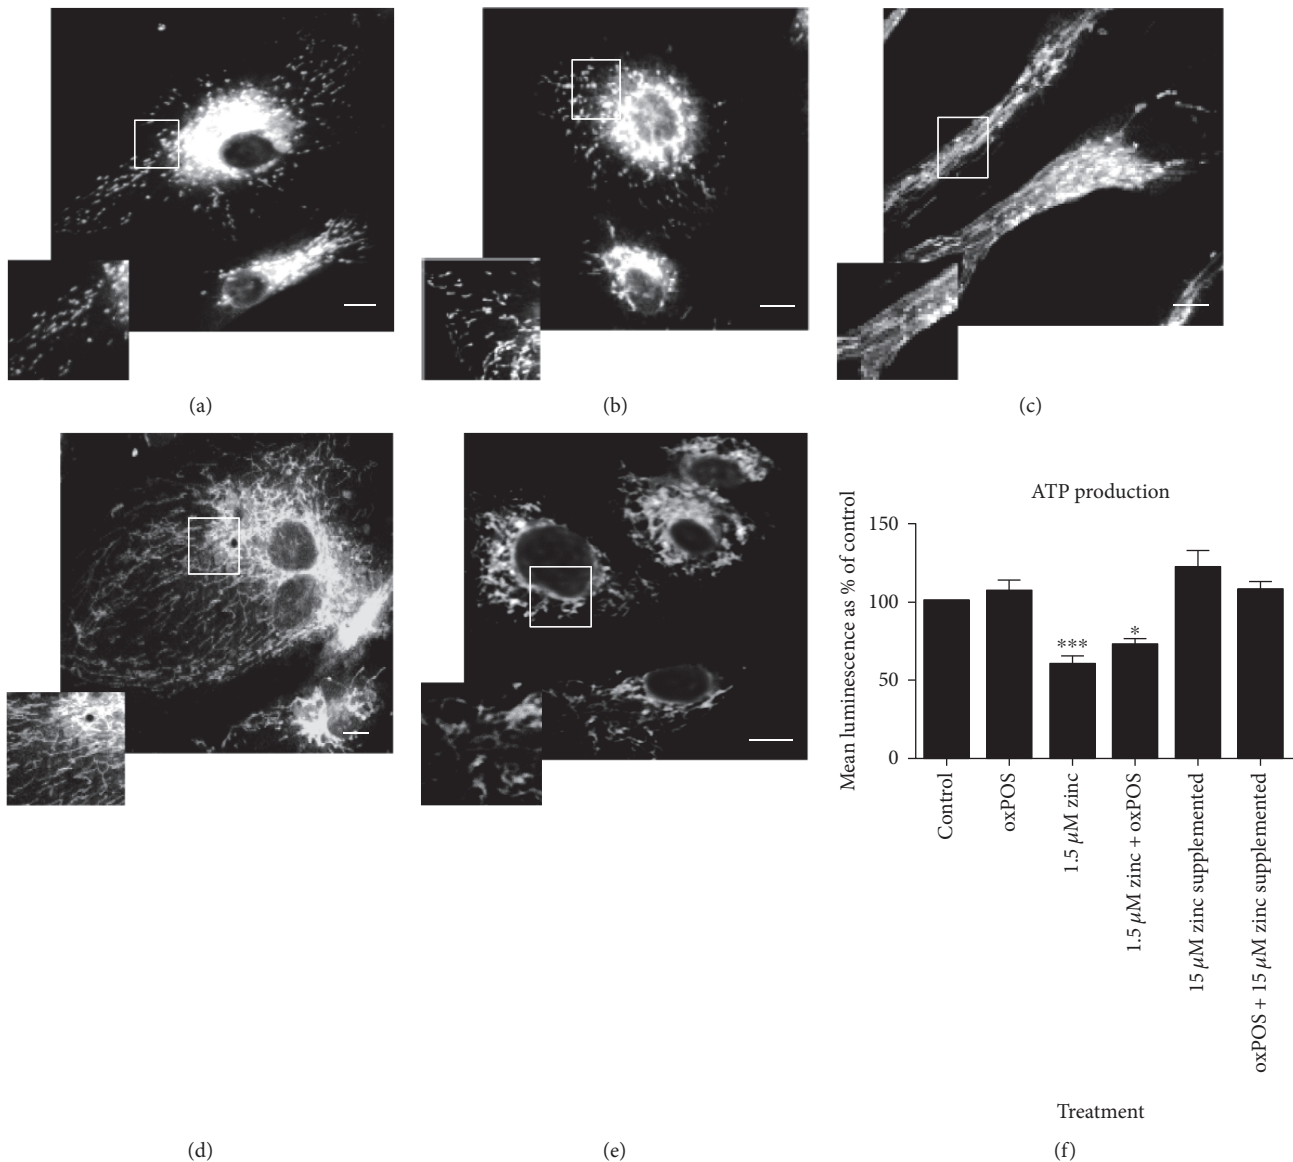 (a)
(b)
(c)
(d)
(e)
ATP production
Mean luminescence as % of control
150
100
50
0
***
*
Control
oxPOS
1.5 μM zinc
1.5 μM zinc + oxPOS
15 μM zinc supplemented
oxPOS + 15 μM zinc supplemented
Treatment
(f)